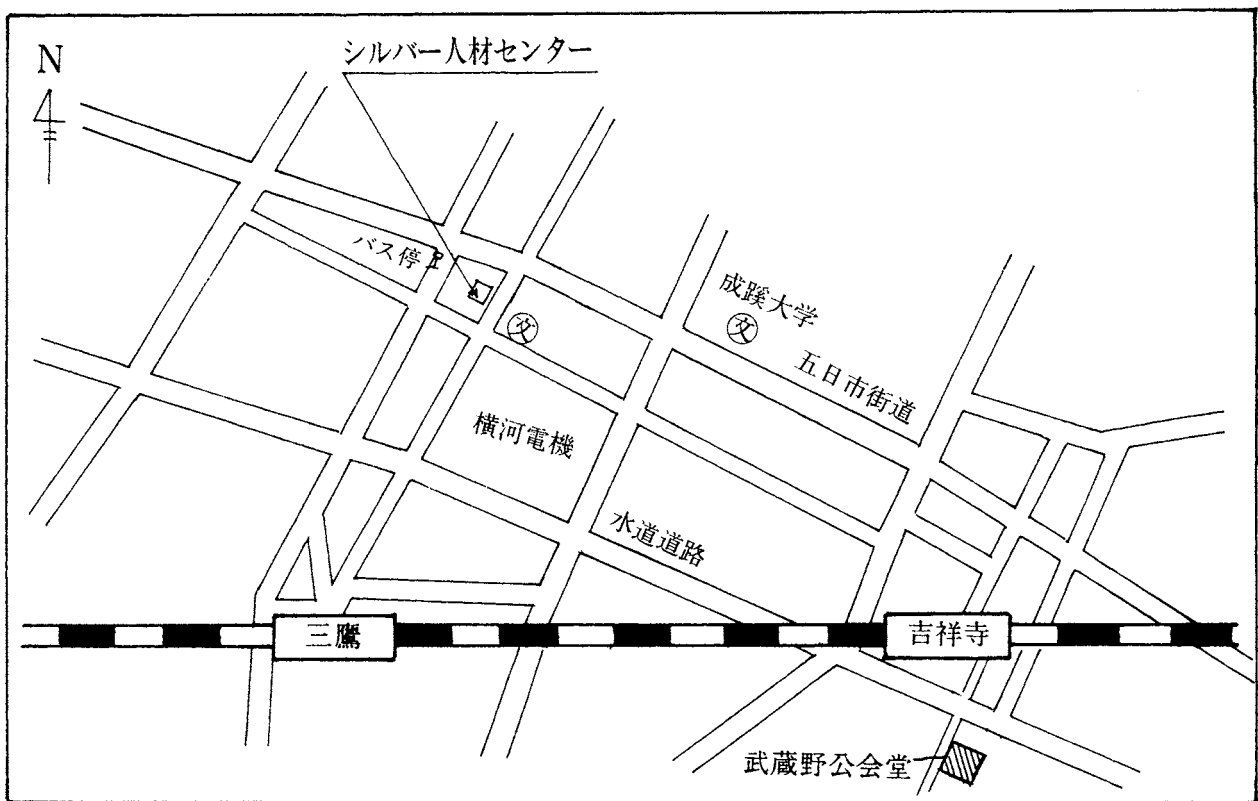 N
シルバー人材センター
バス停
文
成蹊大学
文
五日市街道
横河電機
水道道路
三鷹
吉祥寺
武蔵野公会堂